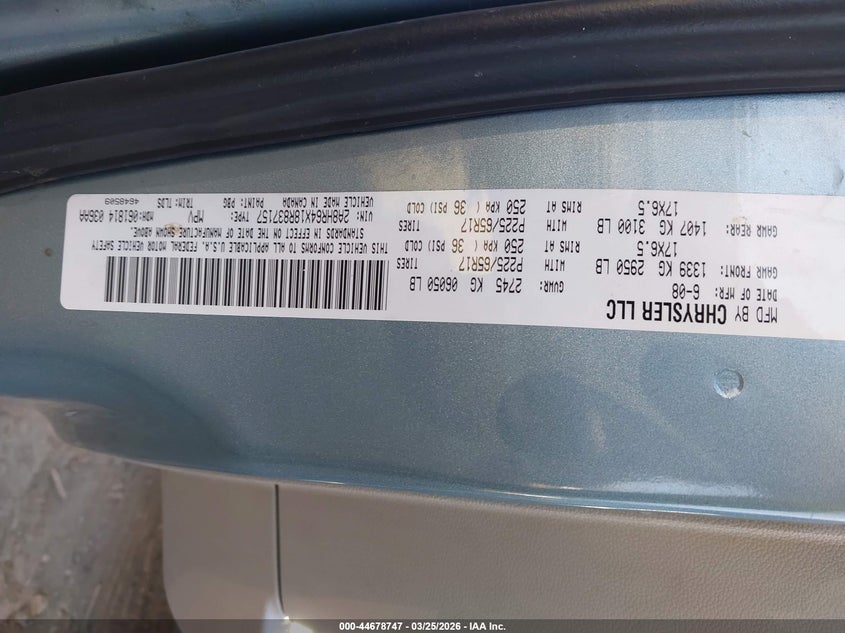 MFD BY CHRYSLER LLC
DATE OF MFR: 6-08 GVWR: 2745 KG 06050 LB
GAWR FRONT: 1339 KG 2950 LB WITH TIRES P225/65R17 RIMS AT 17X6.5 250 KPA ( 36 PSI) COLD
GAWR REAR: 1407 KG 3100 LB WITH TIRES P225/65R17 RIMS AT 17X6.5 250 KPA ( 36 PSI) COLD
THIS VEHICLE CONFORMS TO ALL APPLICABLE U.S.A. FEDERAL MOTOR VEHICLE SAFETY
STANDARDS IN EFFECT ON THE DATE OF MANUFACTURE SHOWN ABOVE.
VIN: 2A8HR64X18R837157 TYPE: MPV MDH: 061814 036AA
VEHICLE MADE IN CANADA PAINT: PBG TRIM: TLDS 4648509
000-44678747 — 03/25/2026 — IAA Inc.